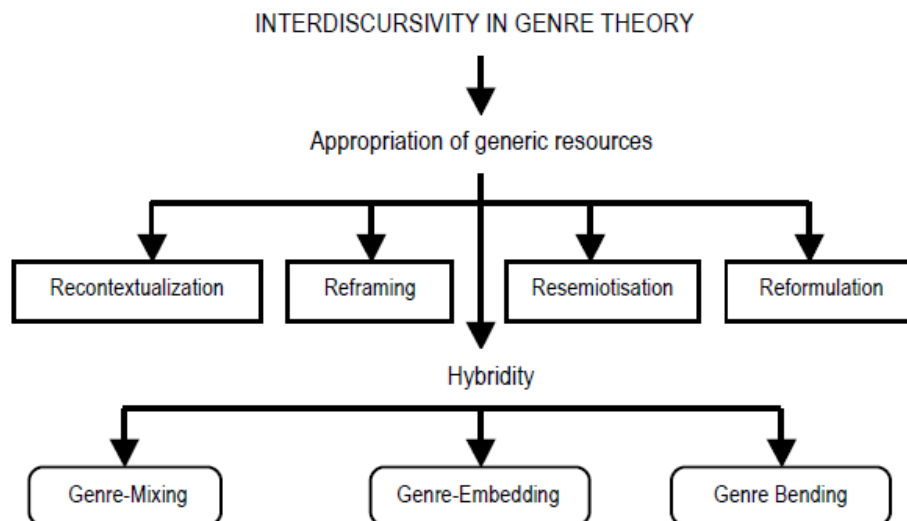 INTERDISCURSIVITY IN GENRE THEORY
Appropriation of generic resources
Recontextualization
Reframing
Resemiotisation
Reformulation
Hybridity
Genre-Mixing
Genre-Embedding
Genre Bending